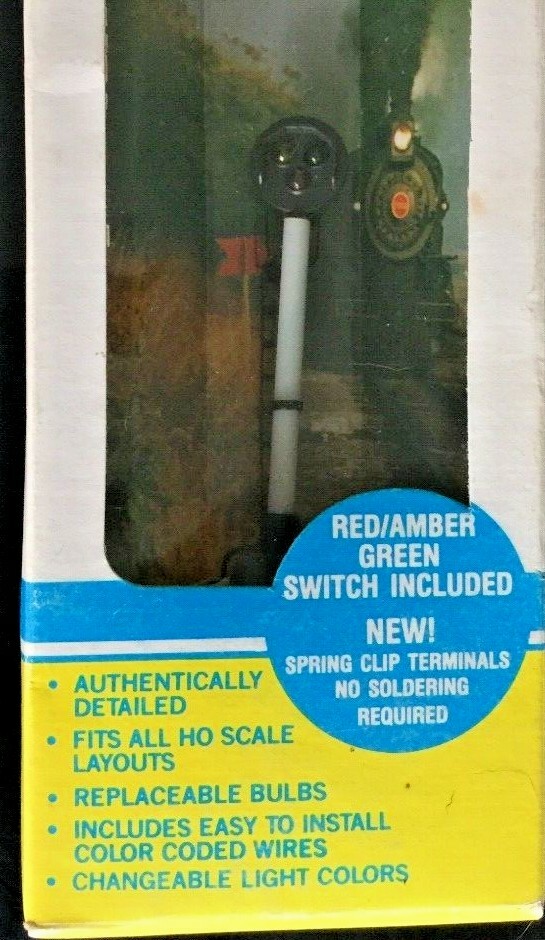 RED/AMBER
GREEN
SWITCH INCLUDED
NEW!
SPRING CLIP TERMINALS
NO SOLDERING
REQUIRED
• AUTHENTICALLY
DETAILED
• FITS ALL HO SCALE
LAYOUTS
• REPLACEABLE BULBS
• INCLUDES EASY TO INSTALL
COLOR CODED WIRES
• CHANGEABLE LIGHT COLORS